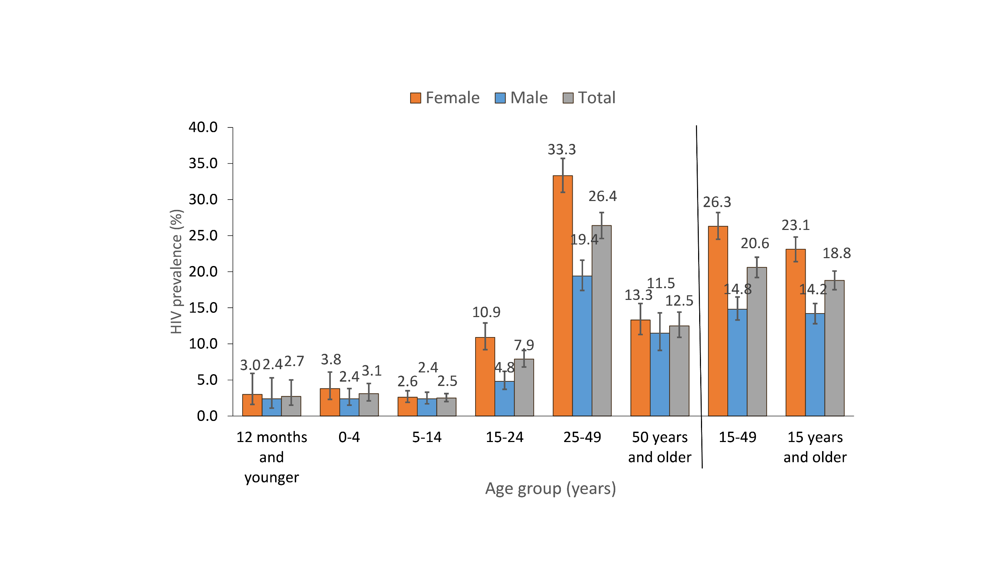 Female Male Total
40.0
35.0
30.0
25.0
20.0
15.0
10.0
5.0
0.0
HIV prevalence (%)
3.0 2.4 2.7
3.8 2.4 3.1
2.6 2.4 2.5
10.9 4.8 7.9
33.3 19.4 26.4
13.3 11.5 12.5
26.3 14.8 20.6
23.1 14.2 18.8
12 months
and
younger
0-4
5-14
15-24
25-49
50 years
and older
15-49
15 years
and older
Age group (years)